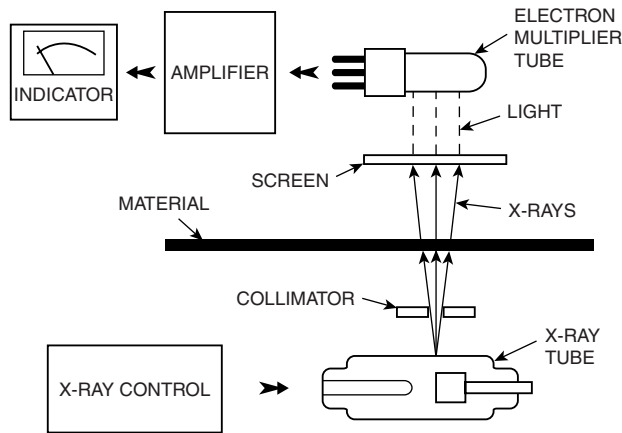 ELECTRON
MULTIPLIER
TUBE
AMPLIFIER
INDICATOR
LIGHT
SCREEN
MATERIAL
X-RAYS
COLLIMATOR
X-RAY
TUBE
X-RAY CONTROL